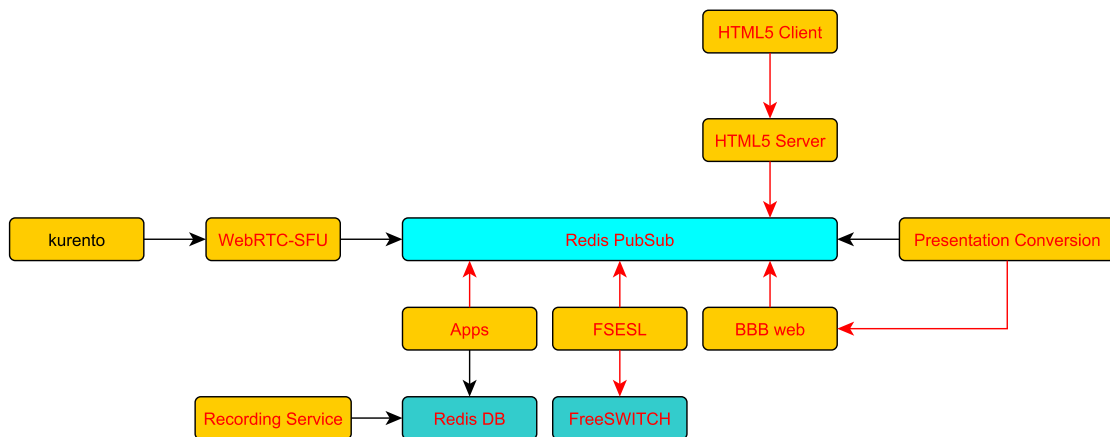 HTML5 Client
HTML5 Server
kurento
WebRTC-SFU
Redis PubSub
Presentation Conversion
Apps
FSESL
BBB web
Recording Service
Redis DB
FreeSWITCH